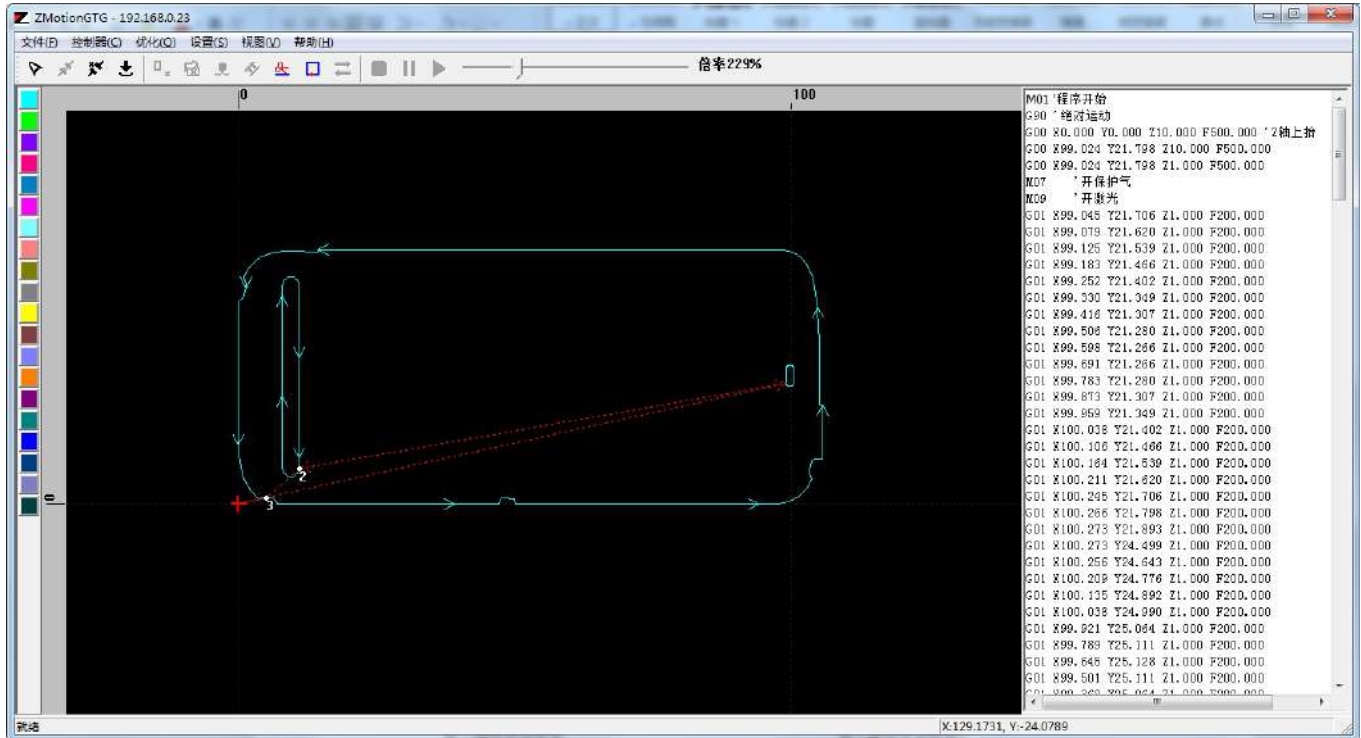 ZMotionGTG - 192.168.0.23
文件(F) 控制器(C) 优化(Q) 设置(S) 视图(V) 帮助(H)
倍率229%
0 100
0
2
3
M01 '程序开始
G90 '绝对运动
G00 X0.000 Y0.000 Z10.000 F500.000 'Z轴上抬
G00 X99.024 Y21.798 Z10.000 F500.000
G00 X99.024 Y21.798 Z1.000 F500.000
M07 '开保护气
M09 '开激光
G01 X99.045 Y21.706 Z1.000 F200.000
G01 X99.079 Y21.620 Z1.000 F200.000
G01 X99.125 Y21.539 Z1.000 F200.000
G01 X99.183 Y21.466 Z1.000 F200.000
G01 X99.252 Y21.402 Z1.000 F200.000
G01 X99.330 Y21.349 Z1.000 F200.000
G01 X99.416 Y21.307 Z1.000 F200.000
G01 X99.506 Y21.280 Z1.000 F200.000
G01 X99.598 Y21.266 Z1.000 F200.000
G01 X99.691 Y21.266 Z1.000 F200.000
G01 X99.783 Y21.280 Z1.000 F200.000
G01 X99.873 Y21.307 Z1.000 F200.000
G01 X99.959 Y21.349 Z1.000 F200.000
G01 X100.038 Y21.402 Z1.000 F200.000
G01 X100.106 Y21.466 Z1.000 F200.000
G01 X100.164 Y21.539 Z1.000 F200.000
G01 X100.211 Y21.620 Z1.000 F200.000
G01 X100.245 Y21.706 Z1.000 F200.000
G01 X100.266 Y21.798 Z1.000 F200.000
G01 X100.273 Y21.893 Z1.000 F200.000
G01 X100.273 Y24.499 Z1.000 F200.000
G01 X100.256 Y24.643 Z1.000 F200.000
G01 X100.209 Y24.776 Z1.000 F200.000
G01 X100.135 Y24.892 Z1.000 F200.000
G01 X100.038 Y24.990 Z1.000 F200.000
G01 X99.921 Y25.064 Z1.000 F200.000
G01 X99.789 Y25.111 Z1.000 F200.000
G01 X99.645 Y25.128 Z1.000 F200.000
G01 X99.501 Y25.111 Z1.000 F200.000
就绪
X:129.1731, Y:-24.0789